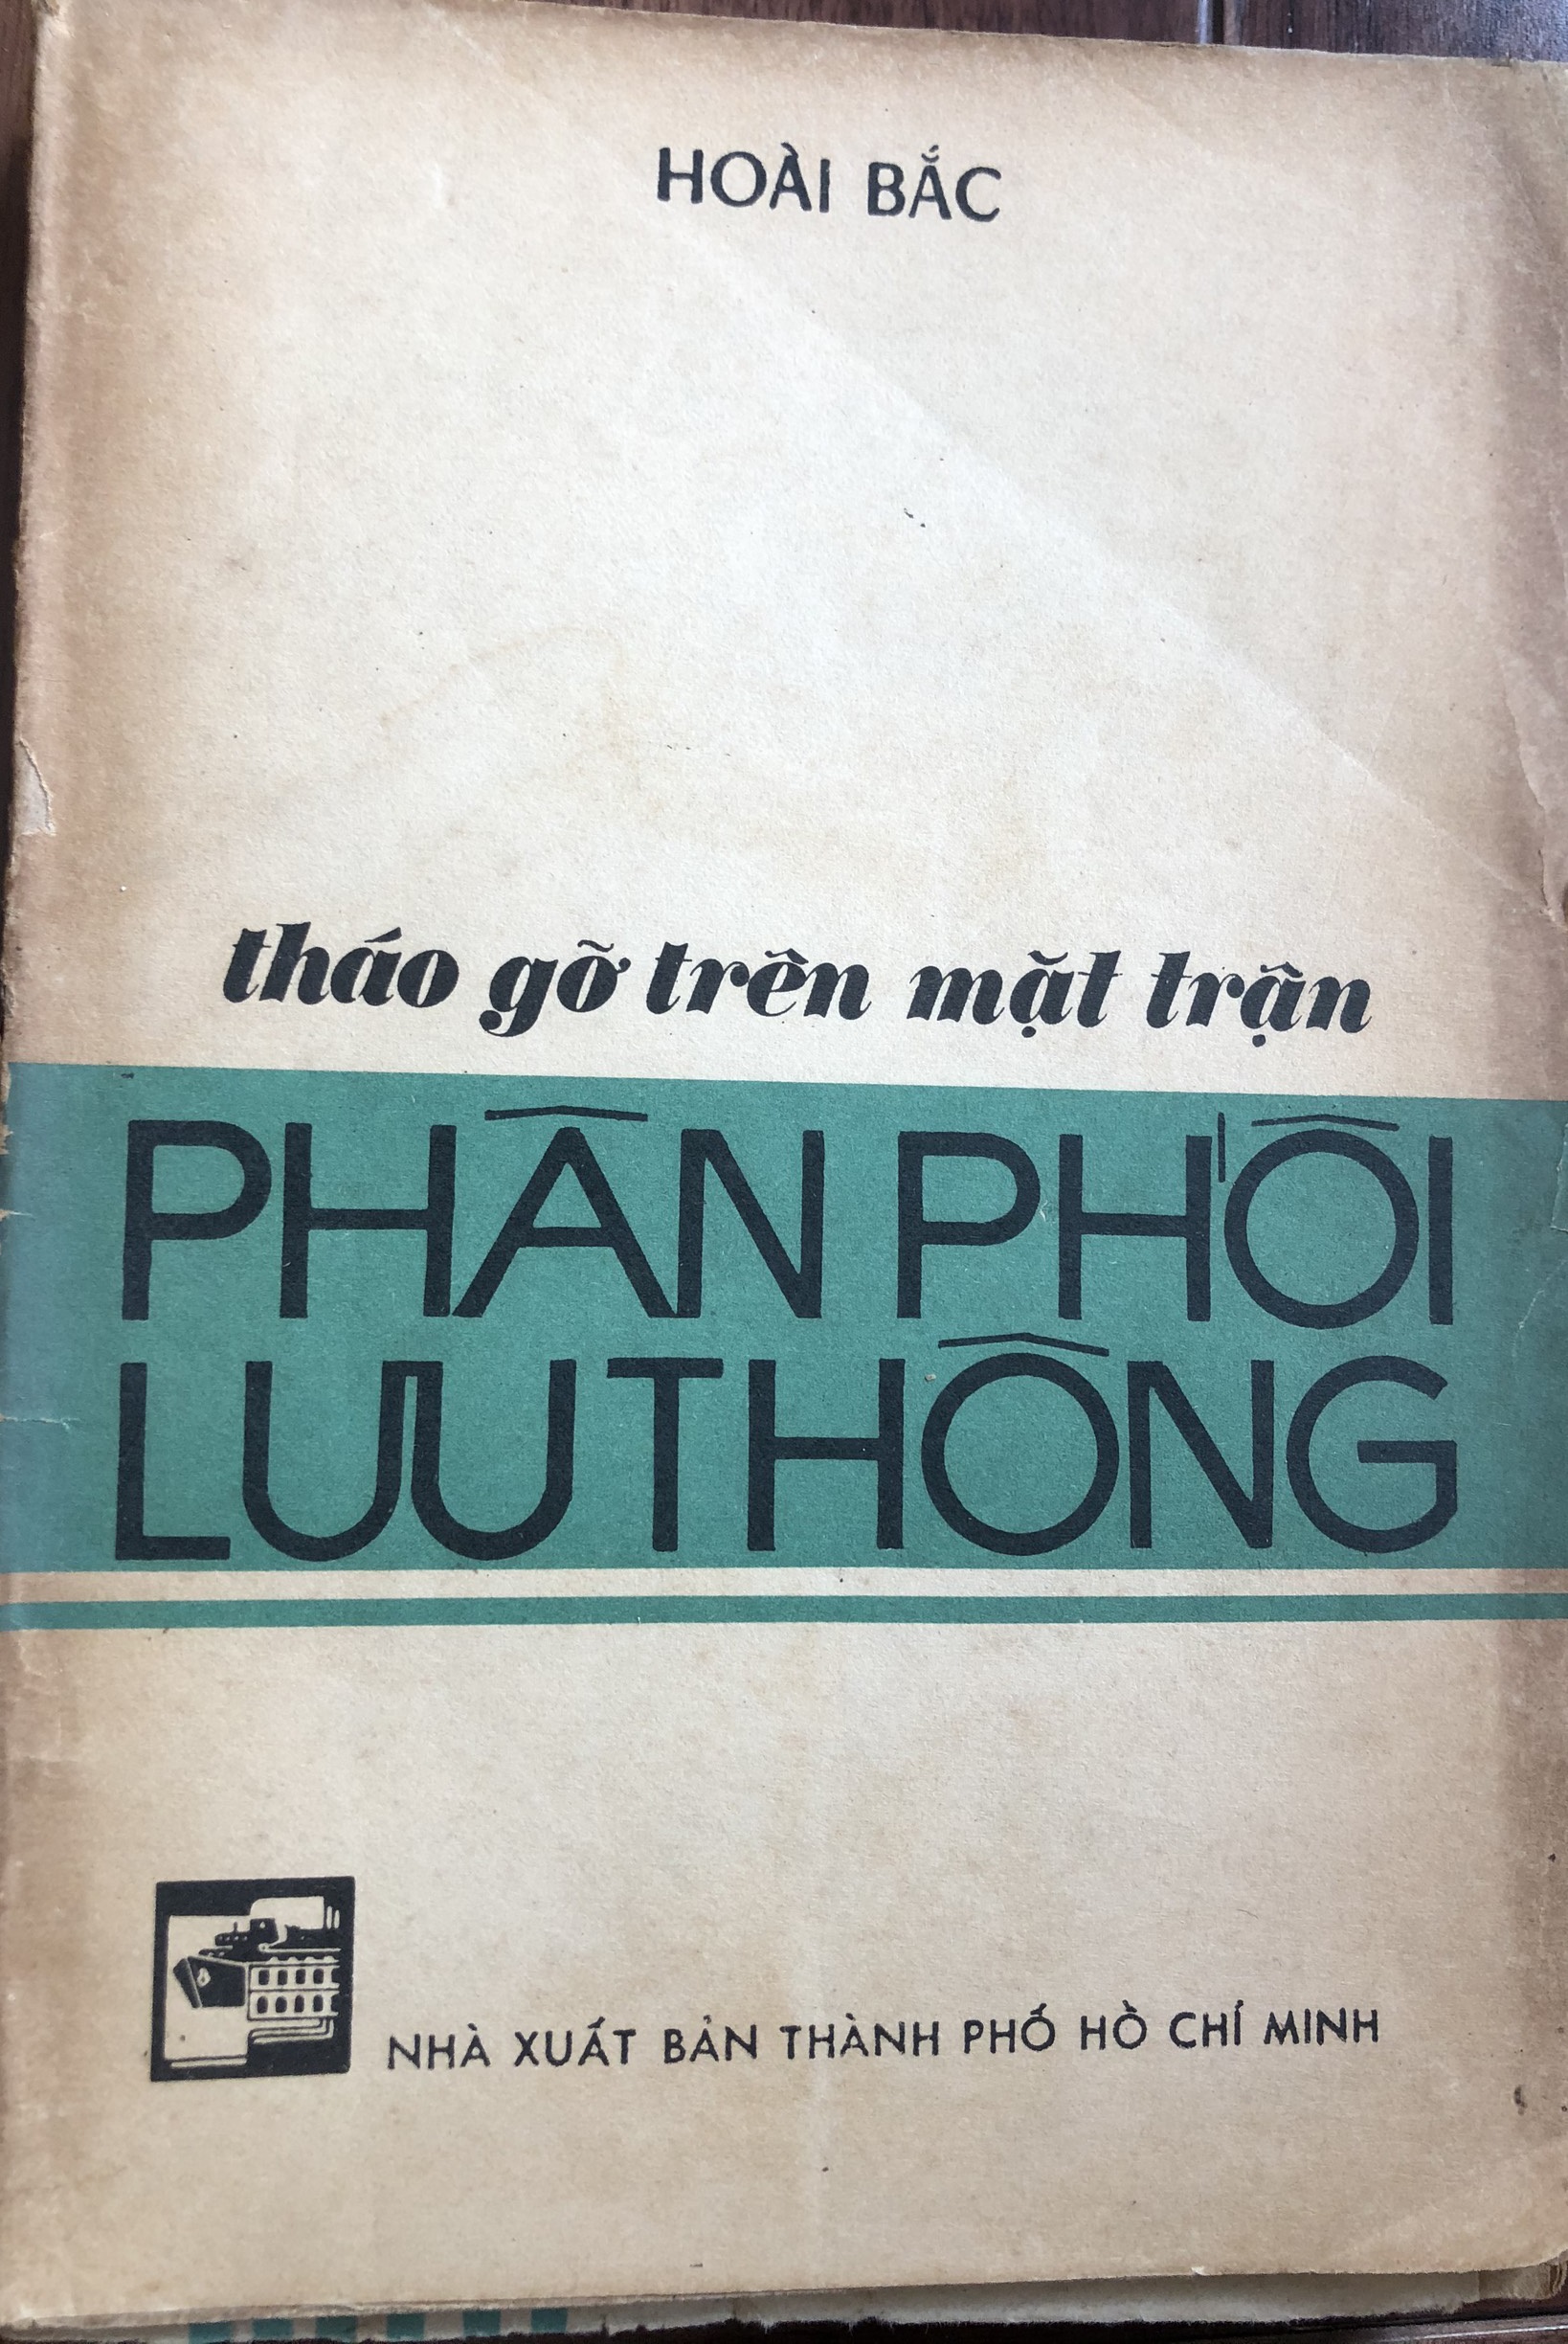 HOÀI BẮC
tháo gỡ trên mặt trận
PHÂN PHỐI
LƯU THÔNG
NHÀ XUẤT BẢN THÀNH PHỐ HỒ CHÍ MINH